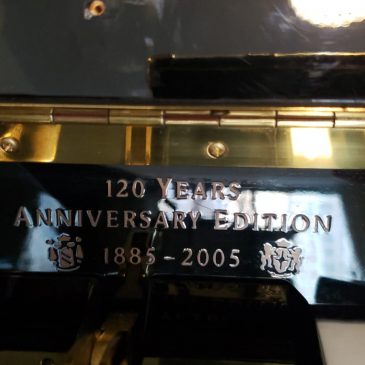 120 YEARS
ANNIVERSARY EDITION
1885 - 2005